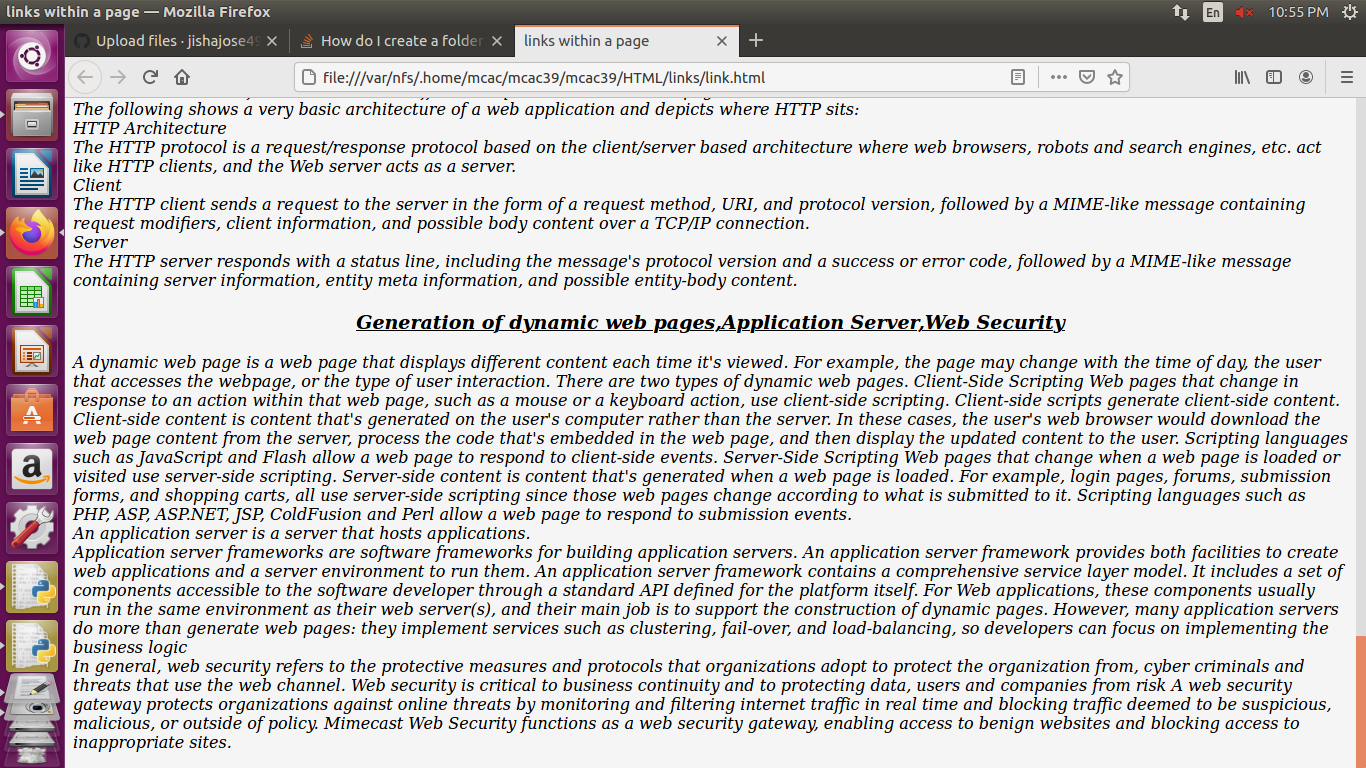 links within a page — Mozilla Firefox
En
10:55 PM
Upload files · jishajose49
How do I create a folder
links within a page
file:///var/nfs/.home/mcac/mcac39/mcac39/HTML/links/link.html
The following shows a very basic architectijre of a web application and depicts where HTTP sits:
HTTP Architecture
The HTTP protocol is a request/response protocol based on the client/server based architecture where web browsers, robots and search engines, etc. act
like HTTP clients, and the Web server acts as a server.
Client
The HTTP client sends a request to the server in the form of a request method, URI, and protocol version, followed by a MIME-like message containing
request modifiers, client information, and possible body content over a TCP/IP connection.
Server
The HTTP server responds with a status line, including the message's protocol version and a success or error code, followed by a MIME-like message
containing server information, entity meta information, and possible entity-body content.
Generation of dynamic web pages,Application Server,Web Security
A dynamic web page is a web page that displays different content each time it's viewed. For example, the page may change with the time of day, the user
that accesses the webpage, or the type of user interaction. There are two types of dynamic web pages. Client-Side Scripting Web pages that change in
response to an action within that web page, such as a mouse or a keyboard action, use client-side scripting. Client-side scripts generate client-side content.
Client-side content is content that's generated on the user's computer rather than the server. In these cases, the user's web browser would download the
web page content from the server, process the code that's embedded in the web page, and then display the updated content to the user. Scripting languages
such as JavaScript and Flash allow a web page to respond to client-side events. Server-Side Scripting Web pages that change when a web page is loaded or
visited use server-side scripting. Server-side content is content that's generated when a web page is loaded. For example, login pages, forums, submission
forms, and shopping carts, all use server-side scripting since those web pages change according to what is submitted to it. Scripting languages such as
PHP, ASP, ASP.NET, JSP, ColdFusion and Perl allow a web page to respond to submission events.
An application server is a server that hosts applications.
Application server frameworks are software frameworks for building application servers. An application server framework provides both facilities to create
web applications and a server environment to run them. An application server framework contains a comprehensive service layer model. It includes a set of
components accessible to the software developer through a standard API defined for the platform itself. For Web applications, these components usually
run in the same environment as their web server(s), and their main job is to support the construction of dynamic pages. However, many application servers
do more than generate web pages: they implement services such as clustering, fail-over, and load-balancing, so developers can focus on implementing the
business logic
In general, web security refers to the protective measures and protocols that organizations adopt to protect the organization from, cyber criminals and
threats that use the web channel. Web security is critical to business continuity and to protecting data, users and companies from risk A web security
gateway protects organizations against online threats by monitoring and filtering internet traffic in real time and blocking traffic deemed to be suspicious,
malicious, or outside of policy. Mimecast Web Security functions as a web security gateway, enabling access to benign websites and blocking access to
inappropriate sites.